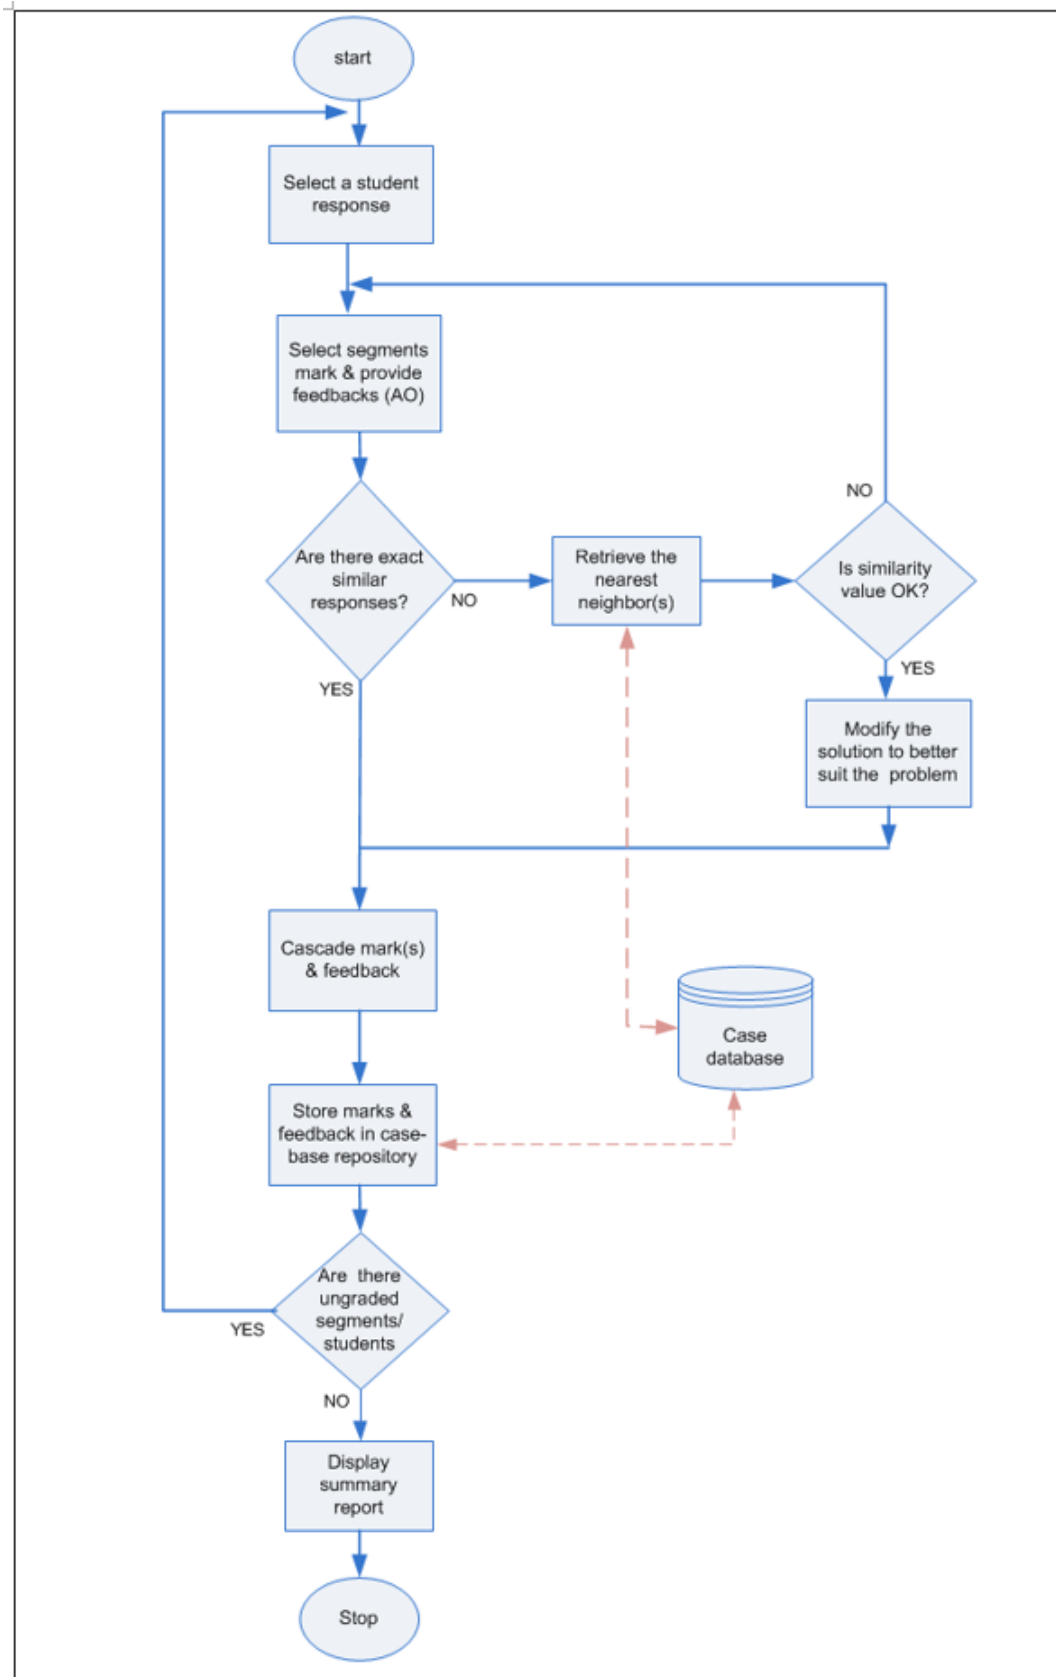 start
Select a student
response
Select segments
mark & provide
feedbacks (AO)
Are there exact
similar
responses?
NO
YES
Retrieve the
nearest
neighbor(s)
NO
Is similarity
value OK?
YES
Modify the
solution to better
suit the problem
Cascade mark(s)
& feedback
Case
database
Store marks &
feedback in case-
base repository
Are there
ungraded
segments/
students
YES
NO
Display
summary
report
Stop